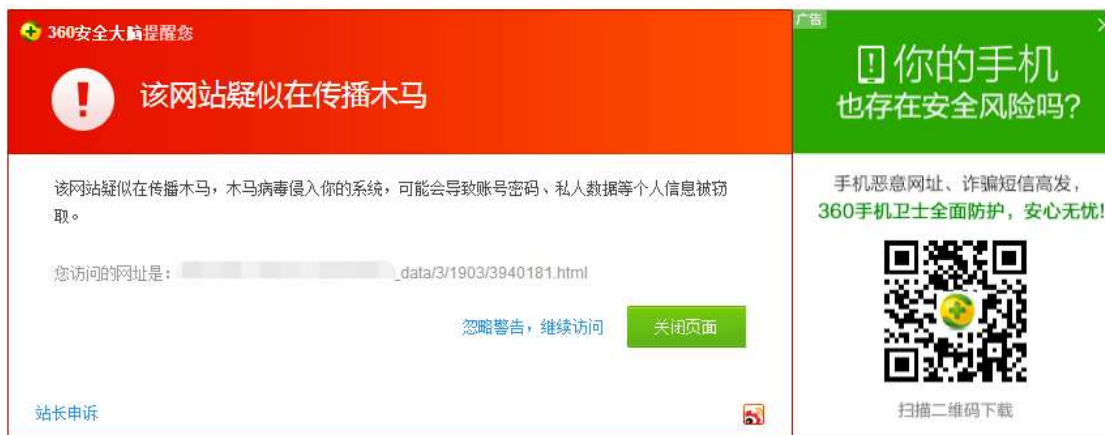 360安全大脑提醒您
该网站疑似在传播木马
该网站疑似在传播木马，木马病毒侵入你的系统，可能会导致账号密码、私人数据等个人信息被窃
取。
您访问的网址是：
_data/3/1903/3940181.html
忽略警告，继续访问
关闭页面
站长申诉
广告
你的手机
也存在安全风险吗?
手机恶意网址、诈骗短信高发，
360手机卫士全面防护，安心无忧!
扫描二维码下载